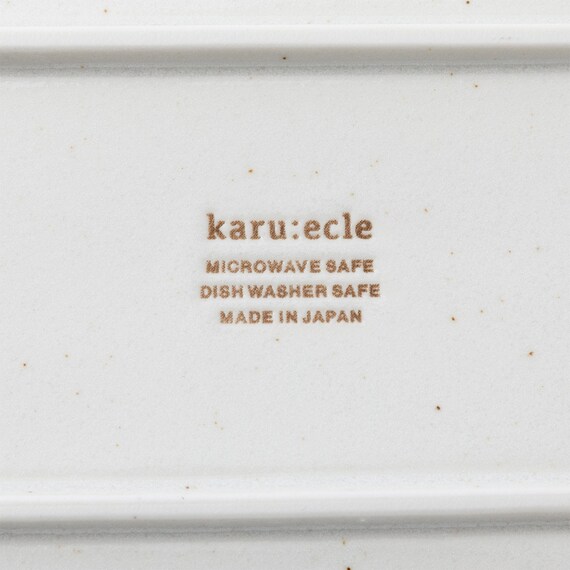 karu:ecle
MICROWAVE SAFE
DISH WASHER SAFE
MADE IN JAPAN